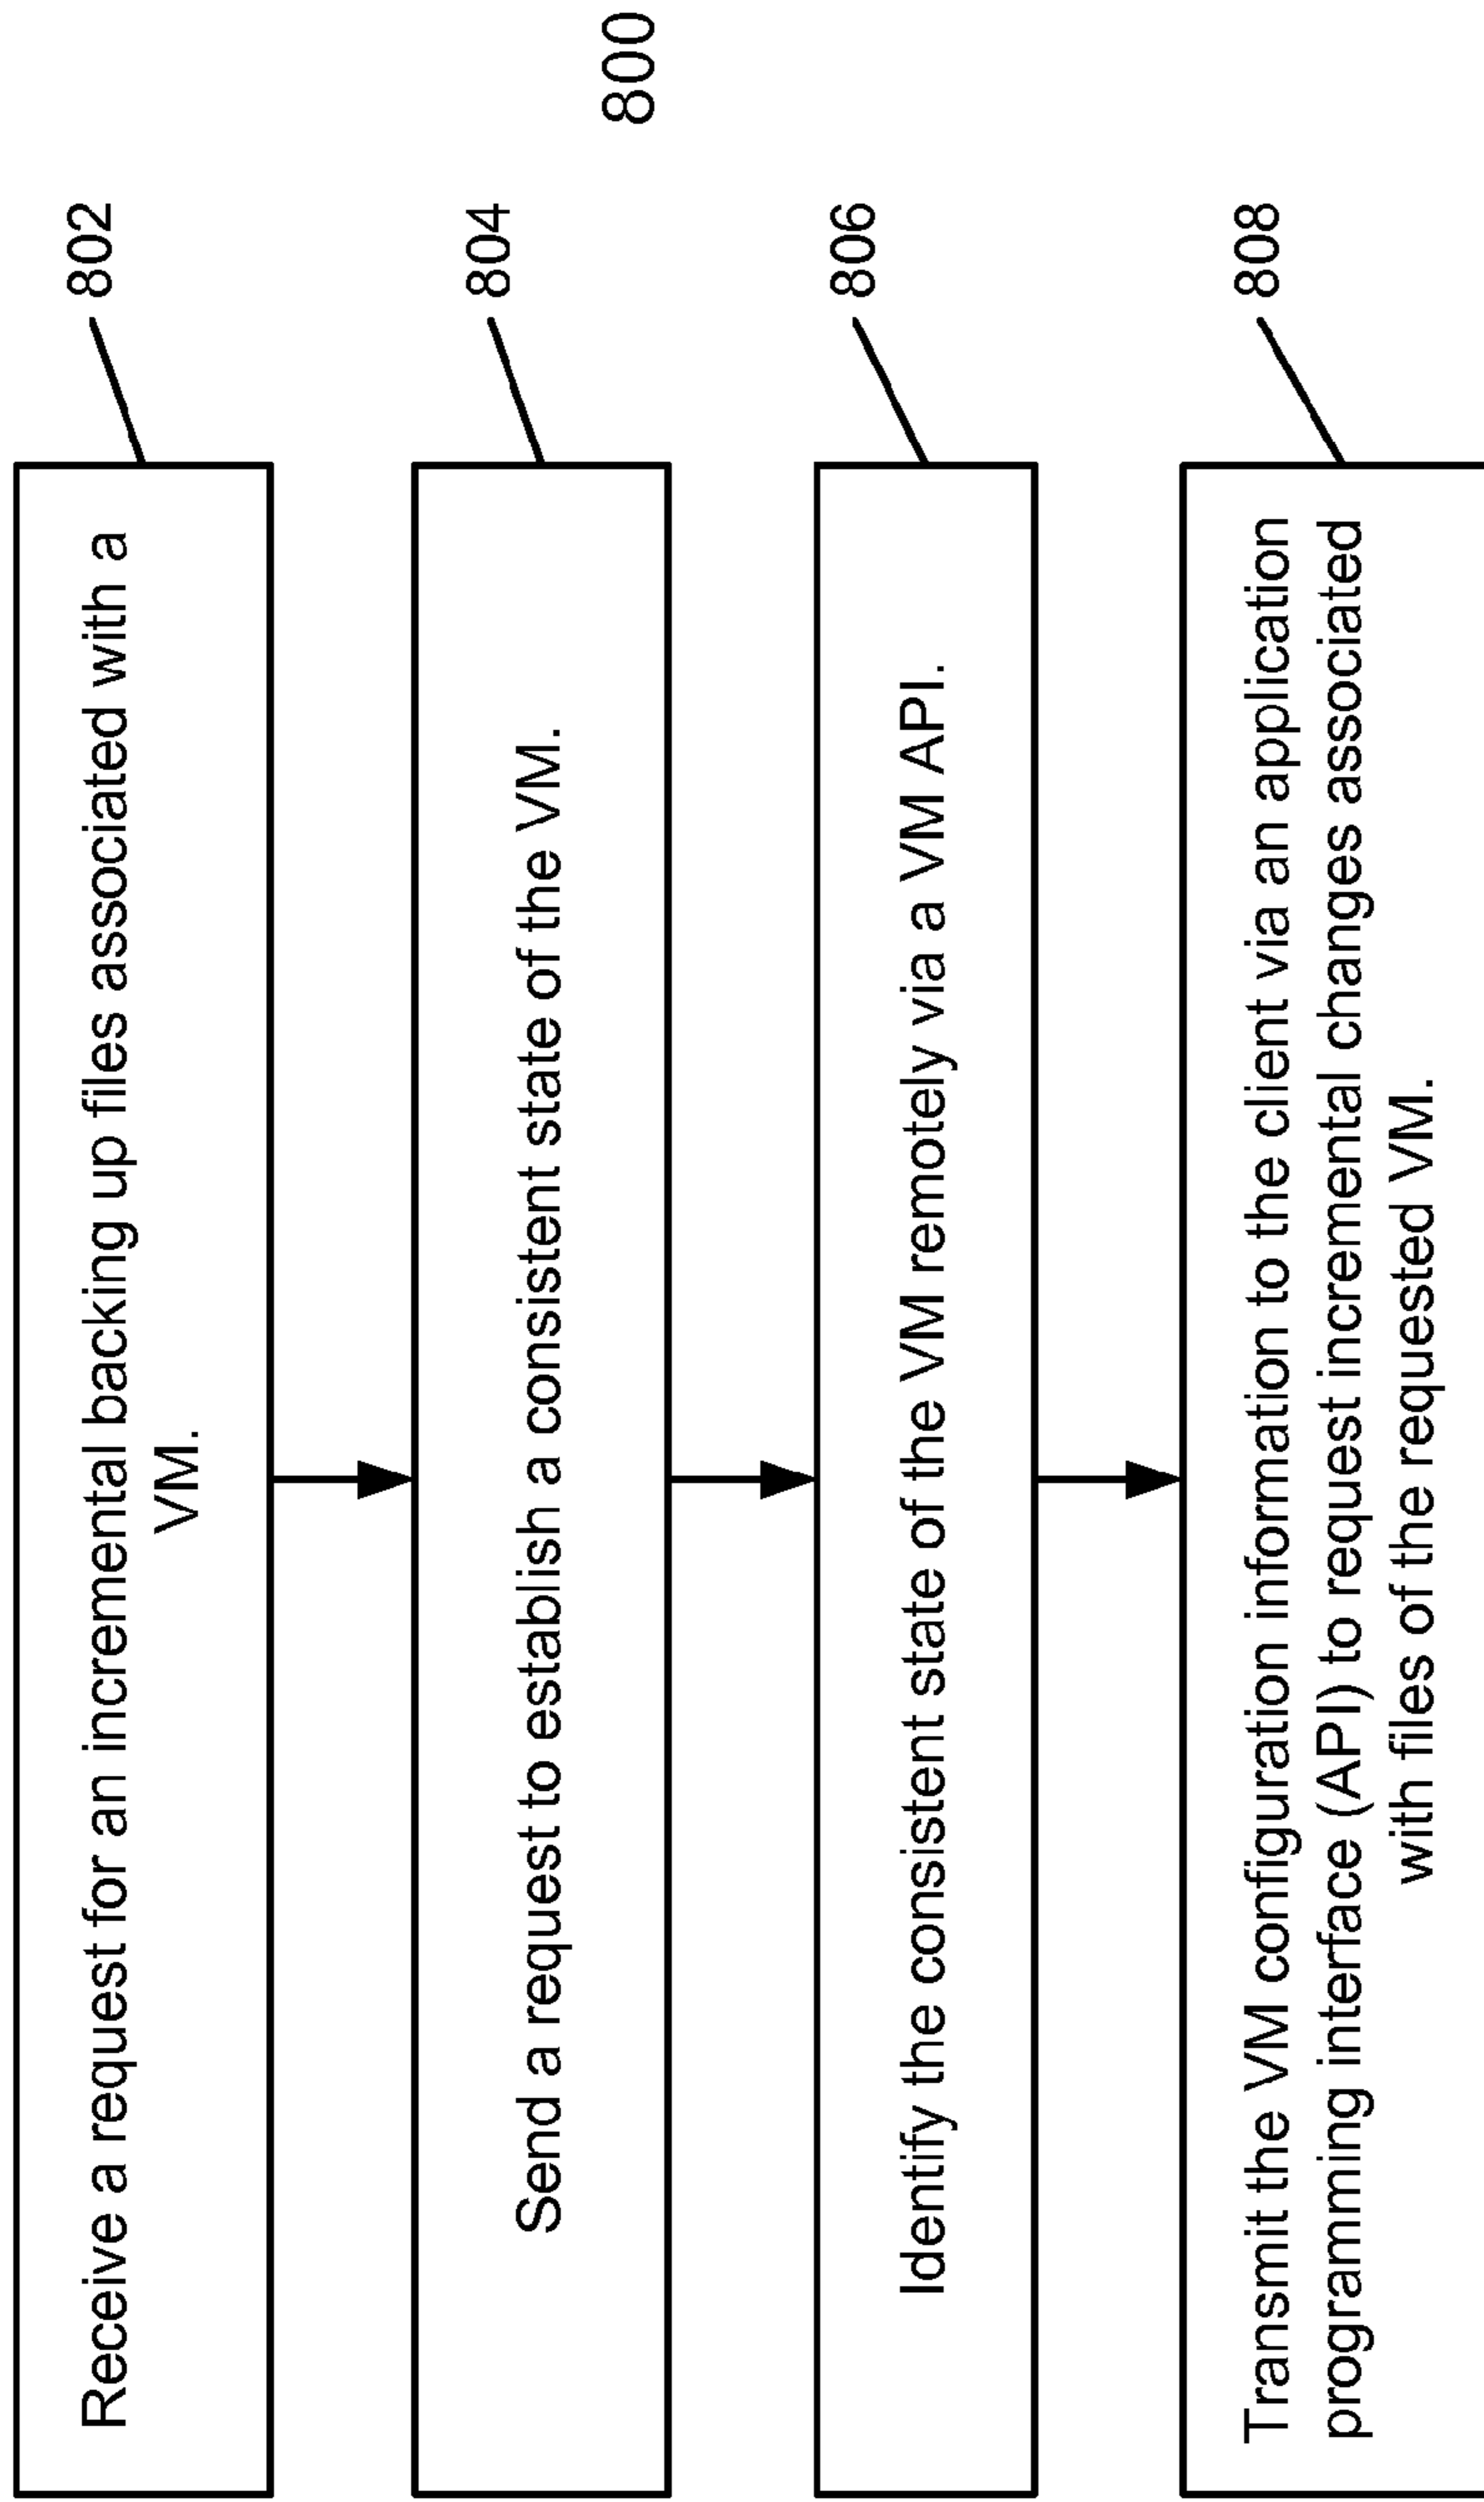 Receive a request for an incremental backing up files associated with a
VM.
802
Send a request to establish a consistent state of the VM.
804
Identify the consistent state of the VM remotely via a VM API.
806
Transmit the VM configuration information to the client via an application
programming interface (API) to request incremental changes associated
with files of the requested VM.
808
800